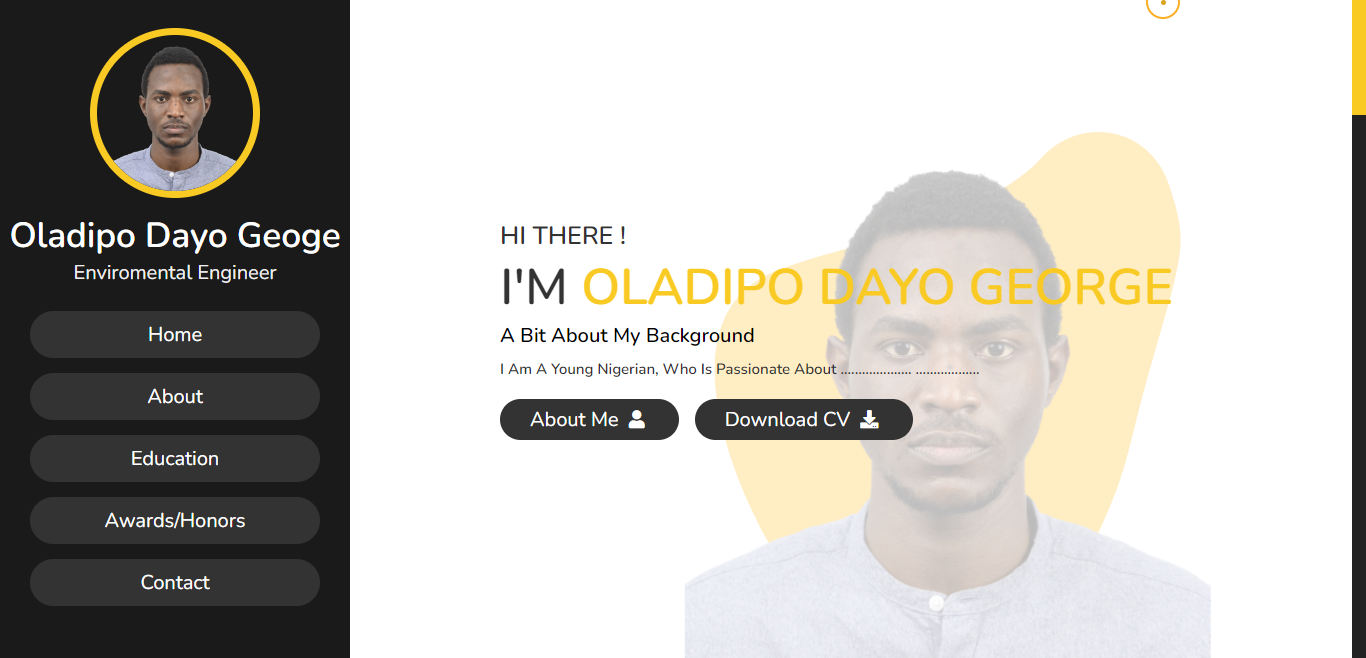 Oladipo Dayo Geoge
Enviromental Engineer
Home
About
Education
Awards/Honors
Contact
HI THERE !
I'M OLADIPO DAYO GEORGE
A Bit About My Background
I Am A Young Nigerian, Who Is Passionate About .................... ..................
About Me
Download CV